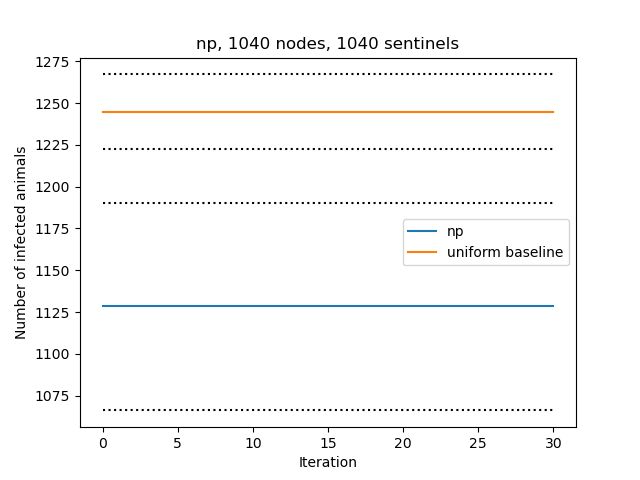 np, 1040 nodes, 1040 sentinels
1275
1250
1225
1200
1175
1150
1125
1100
1075
Number of infected animals
np
uniform baseline
0 5 10 15 20 25 30
Iteration